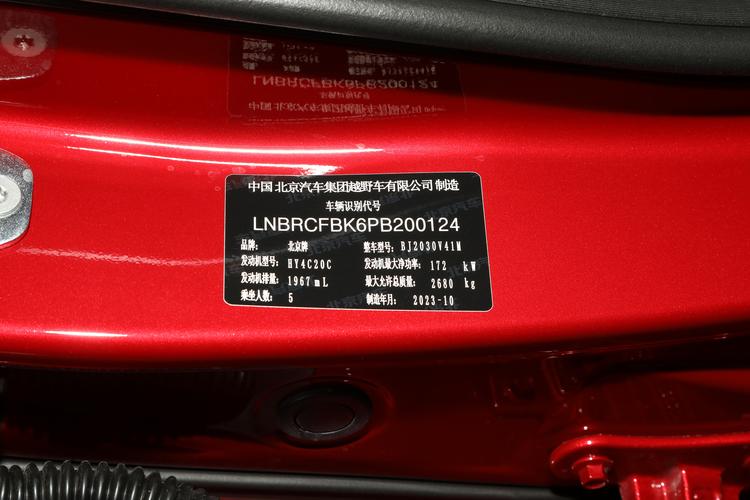 中国 北京汽车集团越野车有限公司 制造
车辆识别代号
LNBRCFBK6PB200124
品牌: 北京牌 整车型号: BJ2030V41M
发动机型号: HY4C20C 发动机最大净功率: 172 kW
发动机排量: 1967 mL 最大允许总质量: 2680 kg
乘坐人数: 5 制造年月: 2023-10